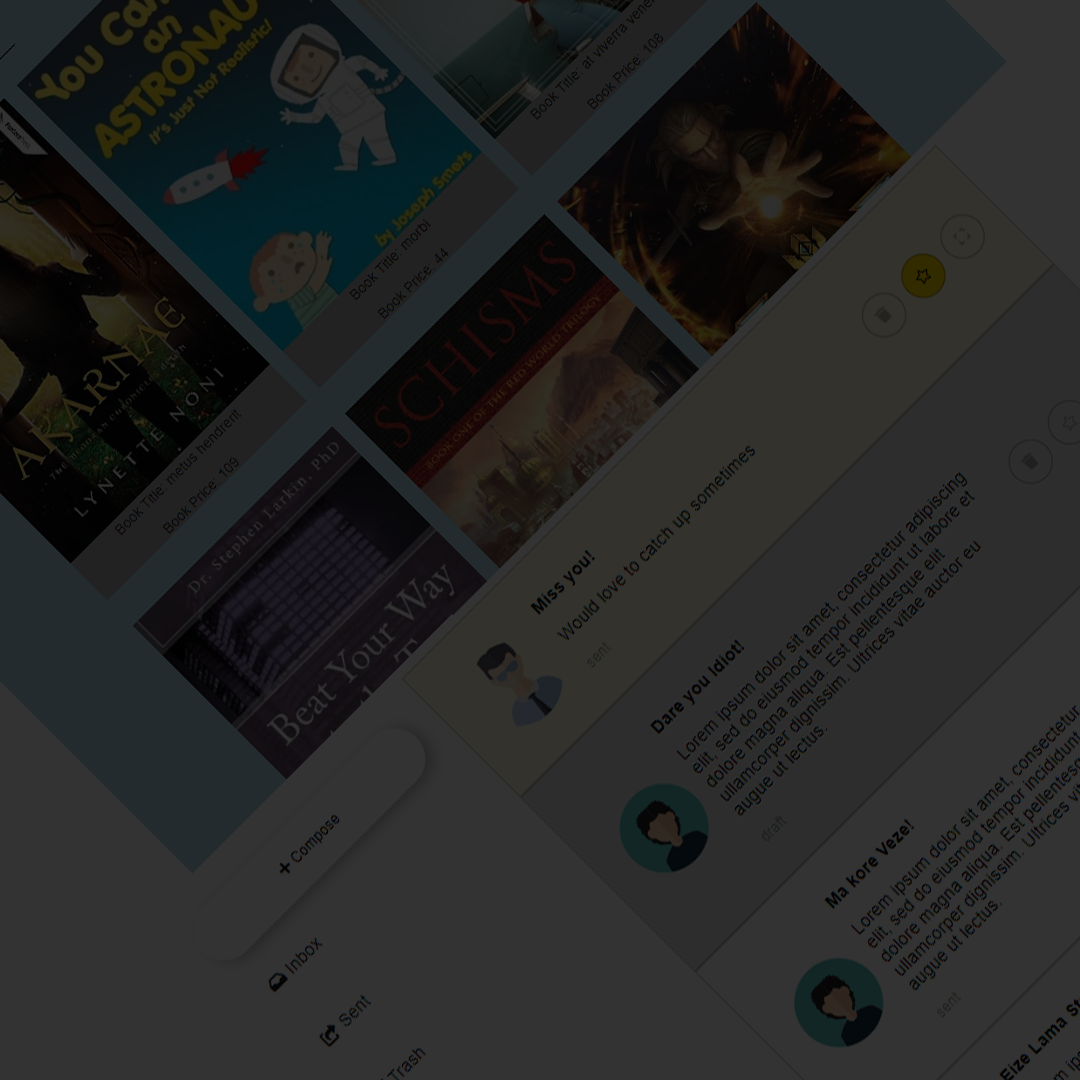 You Can
an
ASTRONAU
It's Just Not Realistic!
by Joseph Smets
Book Title: morbi
Book Price: 44
Book Title: at viverra vene
Book Price: 108
AKARNAE
LYNETTE NONI
Book Title: metus hendrerit
Book Price: 109
SCHISMS
BOOK ONE OF THE RED WORLD TRILOGY
Dr. Stephen Larkin, PhD
Beat Your Way
Compose
Inbox
Sent
Trash
Miss you!
Would love to catch up sometimes
sent
Dare you idiot!
Lorem ipsum dolor sit amet, consectetur adipiscing
elit, sed do eiusmod tempor incididunt ut labore et
dolore magna aliqua. Est pellentesque elit
ullamcorper dignissim. Ultrices vitae auctor eu
augue ut lectus.
draft
Ma kore Veze!
Lorem ipsum dolor sit amet, consectetur
elit, sed do eiusmod tempor incididunt
dolore magna aliqua. Est pellentesque
ullamcorper dignissim. Ultrices
augue ut lectus.
sent
Eize Lama St